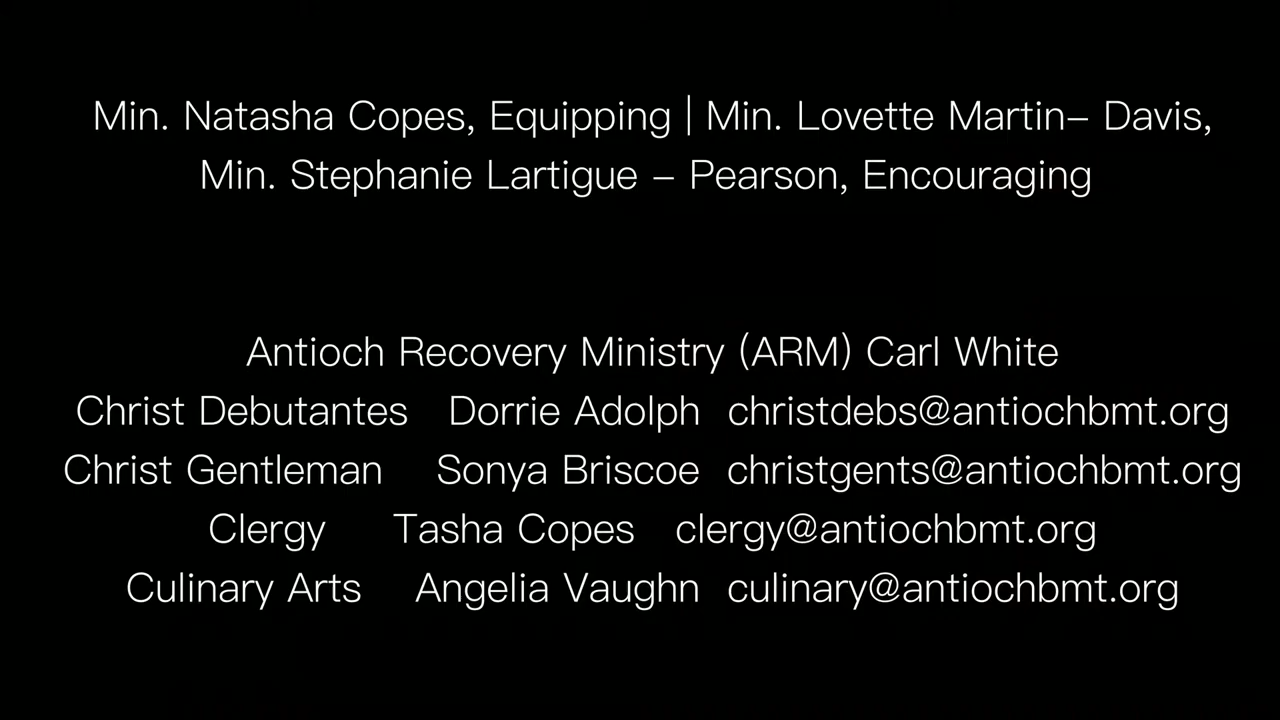 Min. Natasha Copes, Equipping | Min. Lovette Martin- Davis,
Min. Stephanie Lartigue - Pearson, Encouraging
Antioch Recovery Ministry (ARM) Carl White
Christ Debutantes Dorrie Adolph christdebs@antiochbmt.org
Christ Gentleman Sonya Briscoe christgents@antiochbmt.org
Clergy Tasha Copes clergy@antiochbmt.org
Culinary Arts Angelia Vaughn culinary@antiochbmt.org